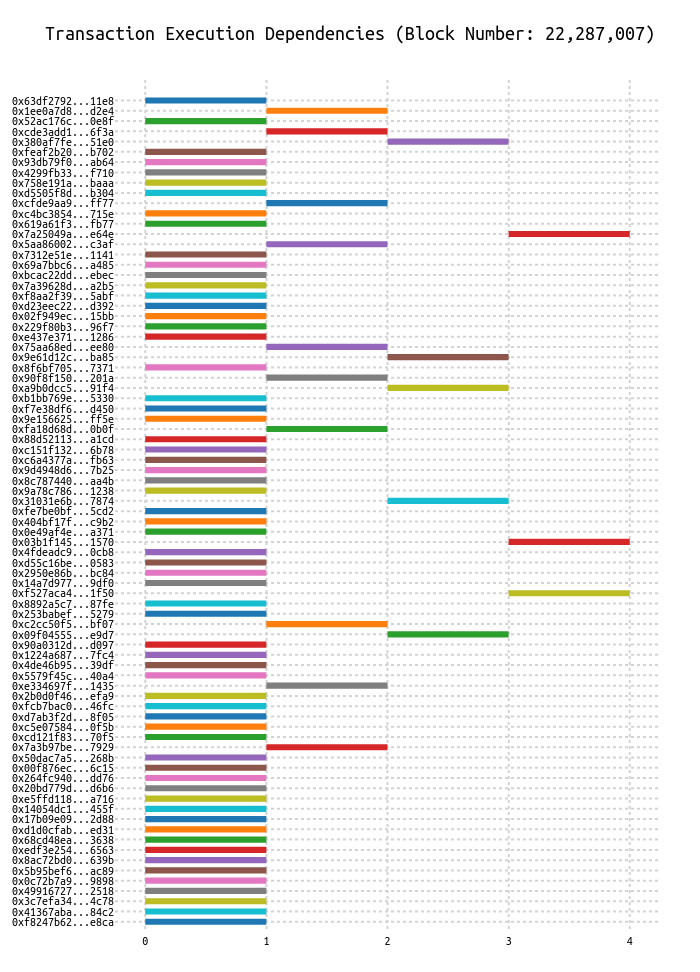 Transaction Execution Dependencies (Block Number: 22,287,007)
0x63df2792...11e8
0x1ee0a7d8...d2e4
0x52ac176c...0e8f
0xcde3add1...6f3a
0x380af7fe...51e0
0xfeaf2b20...b702
0x93db79f0...ab64
0x4299fb33...f710
0x758e191a...baaa
0xd5505f8d...b304
0xcfde9aa9...ff77
0xc4bc3854...715e
0x619a61f3...fb77
0x7a25049a...e64e
0x5aa86002...c3af
0x7312e51e...1141
0x69a7bbc6...a485
0xbcac22dd...ebec
0x7a39628d...a2b5
0xf8aa2f39...5abf
0xd23eec22...d392
0x02f949ec...15bb
0x229f80b3...96f7
0xe437e371...1286
0x75aa68ed...ee80
0x9e61d12c...ba85
0x8f6bf705...7371
0x90f8f150...201a
0xa9b0dcc5...91f4
0xb1bb769e...5330
0xf7e38df6...d450
0x9e156625...ff5e
0xfa18d68d...0b0f
0x88d52113...a1cd
0xc151f132...6b78
0xc6a4377a...fb63
0x9d4948d6...7b25
0x8c787440...aa4b
0x9a78c786...1238
0x31031e6b...7874
0xfe7be0bf...5cd2
0x404bf17f...c9b2
0x0e49af4e...a371
0x03b1f145...1570
0x4fdeadc9...0cb8
0xd55c16be...0583
0x2950e86b...bc84
0x14a7d977...9df0
0xf527aca4...1f50
0x8892a5c7...87fe
0x253babef...5279
0xc2cc50f5...bf07
0x09f04555...e9d7
0x90a0312d...d097
0x1224a687...7fc4
0x4de46b95...39df
0x5579f45c...40a4
0xe334697f...1435
0x2b0d0f46...efa9
0xfcb7bac0...46fc
0xd7ab3f2d...8f05
0xc5e07584...0f5b
0xcd121f83...70f5
0x7a3b97be...7929
0x50dac7a5...268b
0x00f876ec...6c15
0x264fc940...dd76
0x20bd779d...d6b6
0xe5ffd118...a716
0x14054dc1...455f
0x17b09e09...2d88
0xd1d0cfab...ed31
0x68cd48ea...3638
0xedf3e254...6563
0x8ac72bd0...639b
0x5b95bef6...ac89
0x0c72b7a9...9898
0x49916727...2518
0x3c7efa34...4c78
0x41367aba...84c2
0xf8247b62...e8ca
0 1 2 3 4